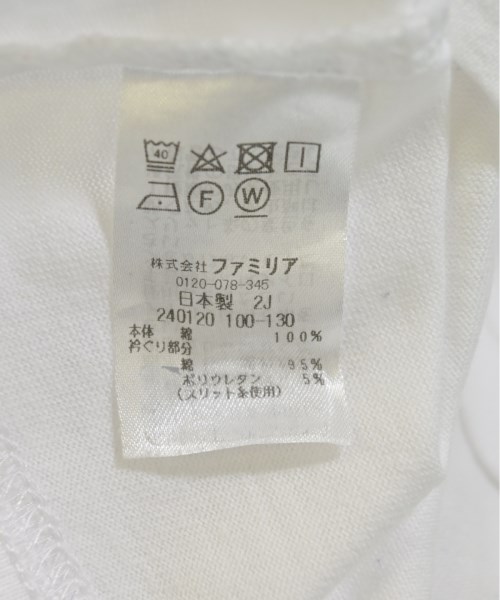 40
F W
株式会社 ファミリア
0120-078-345
日本製 2J
240120 100-130
本体 綿 100%
衿ぐり部分
綿 95%
ポリウレタン 5%
(スリット糸使用)